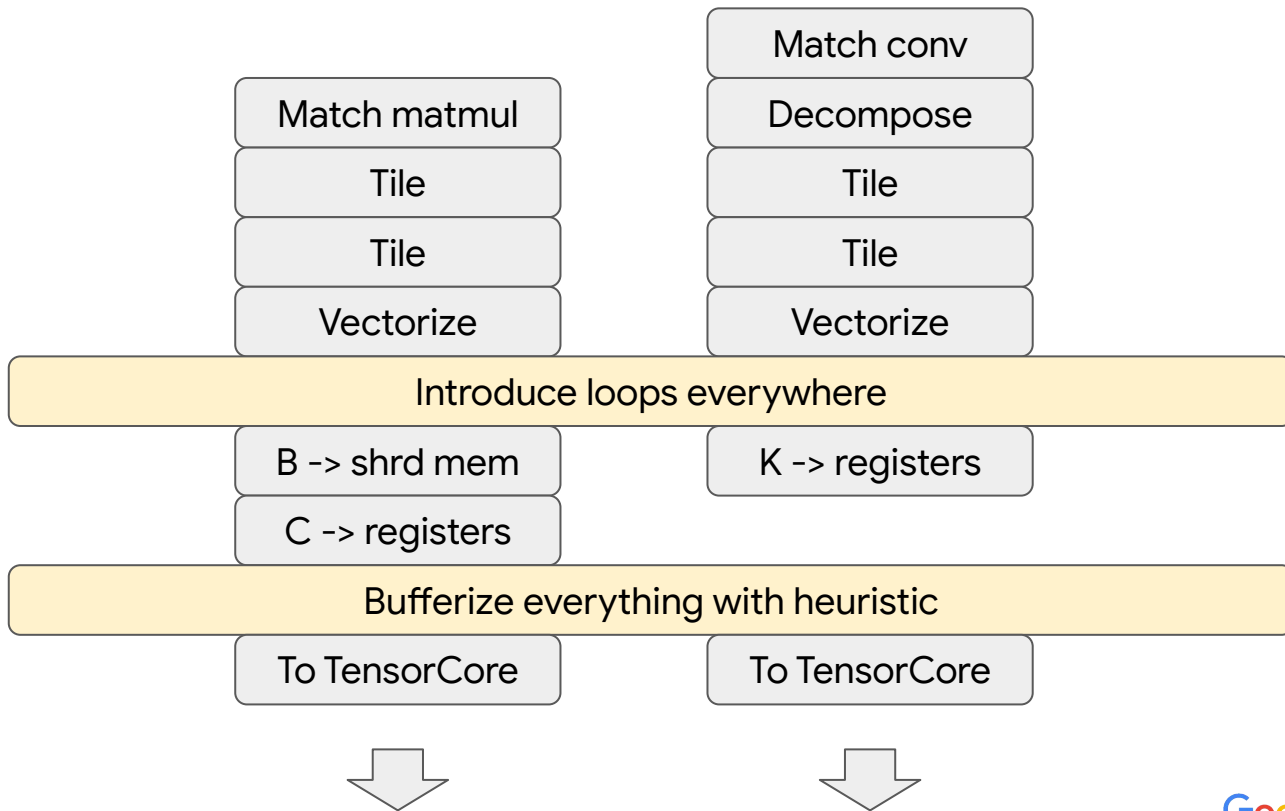 Match conv
Match matmul
Decompose
Tile
Tile
Tile
Tile
Vectorize
Vectorize
Introduce loops everywhere
B -> shrd mem
K -> registers
C -> registers
Bufferize everything with heuristic
To TensorCore
To TensorCore